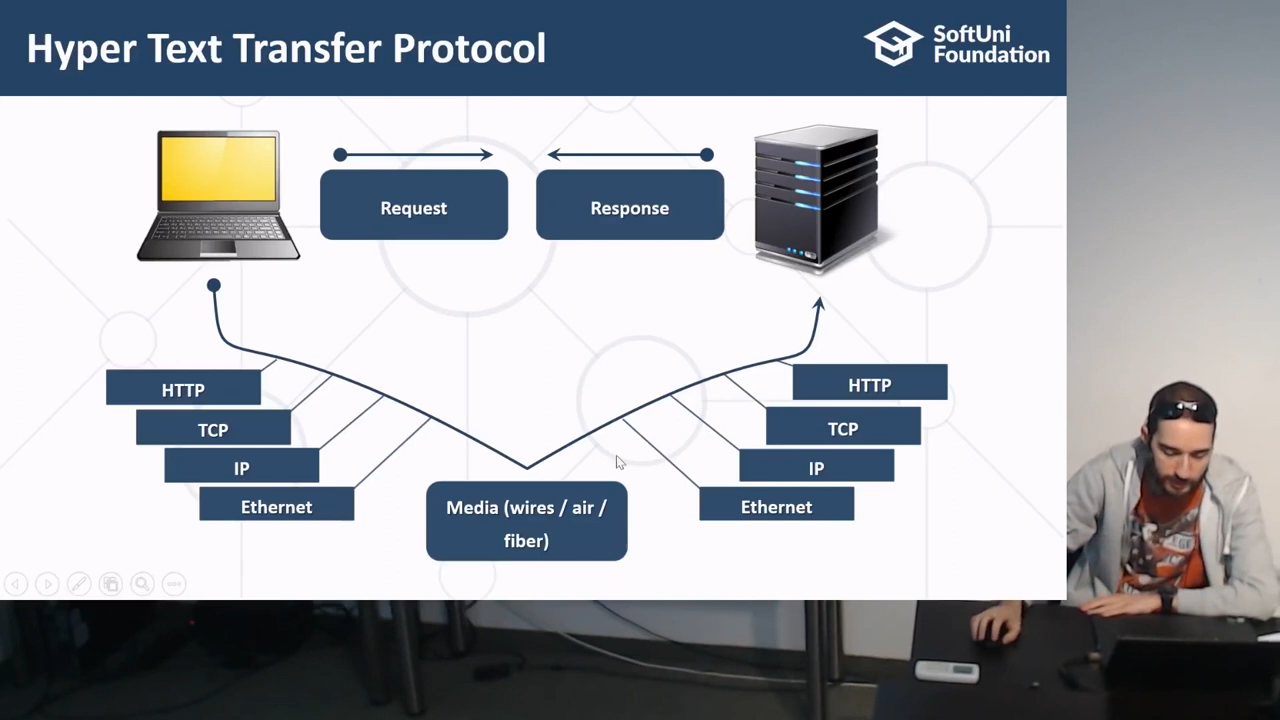 Hyper Text Transfer Protocol
SoftUni
Foundation
Request
Response
HTTP
TCP
IP
Ethernet
Media (wires / air /
fiber)
HTTP
TCP
IP
Ethernet